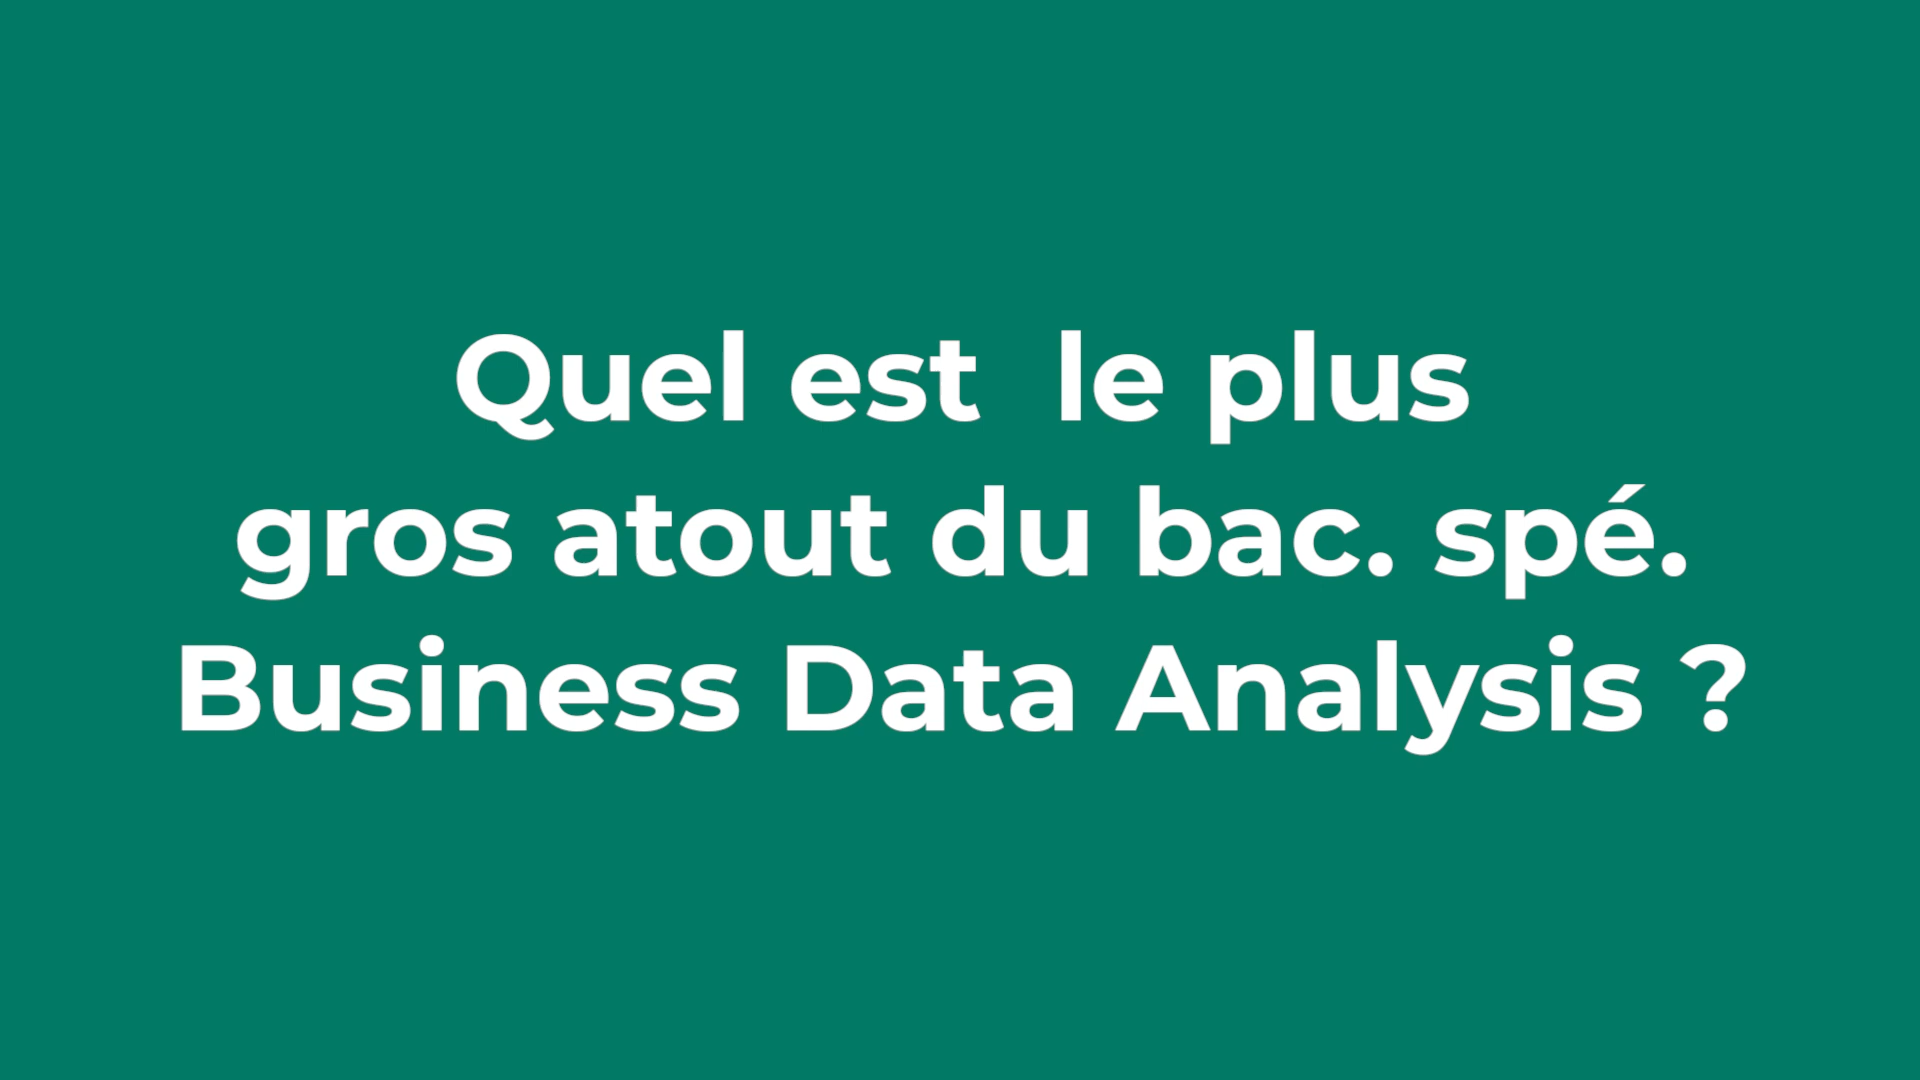 Quel est  le plus
gros atout du bac. spé.
Business Data Analysis ?